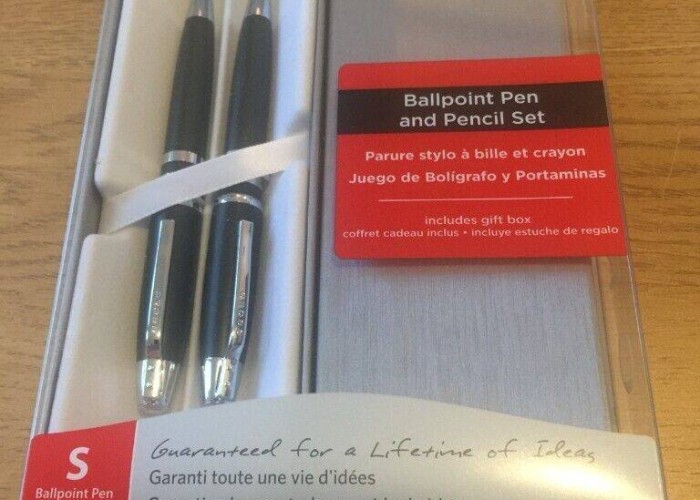 Ballpoint Pen
and Pencil Set
Parure stylo à bille et crayon
Juego de Bolígrafo y Portaminas
includes gift box
coffret cadeau inclus • incluye estuche de regalo
Guaranteed for a Lifetime of Ideas
Garanti toute une vie d'idées
S
Ballpoint Pen